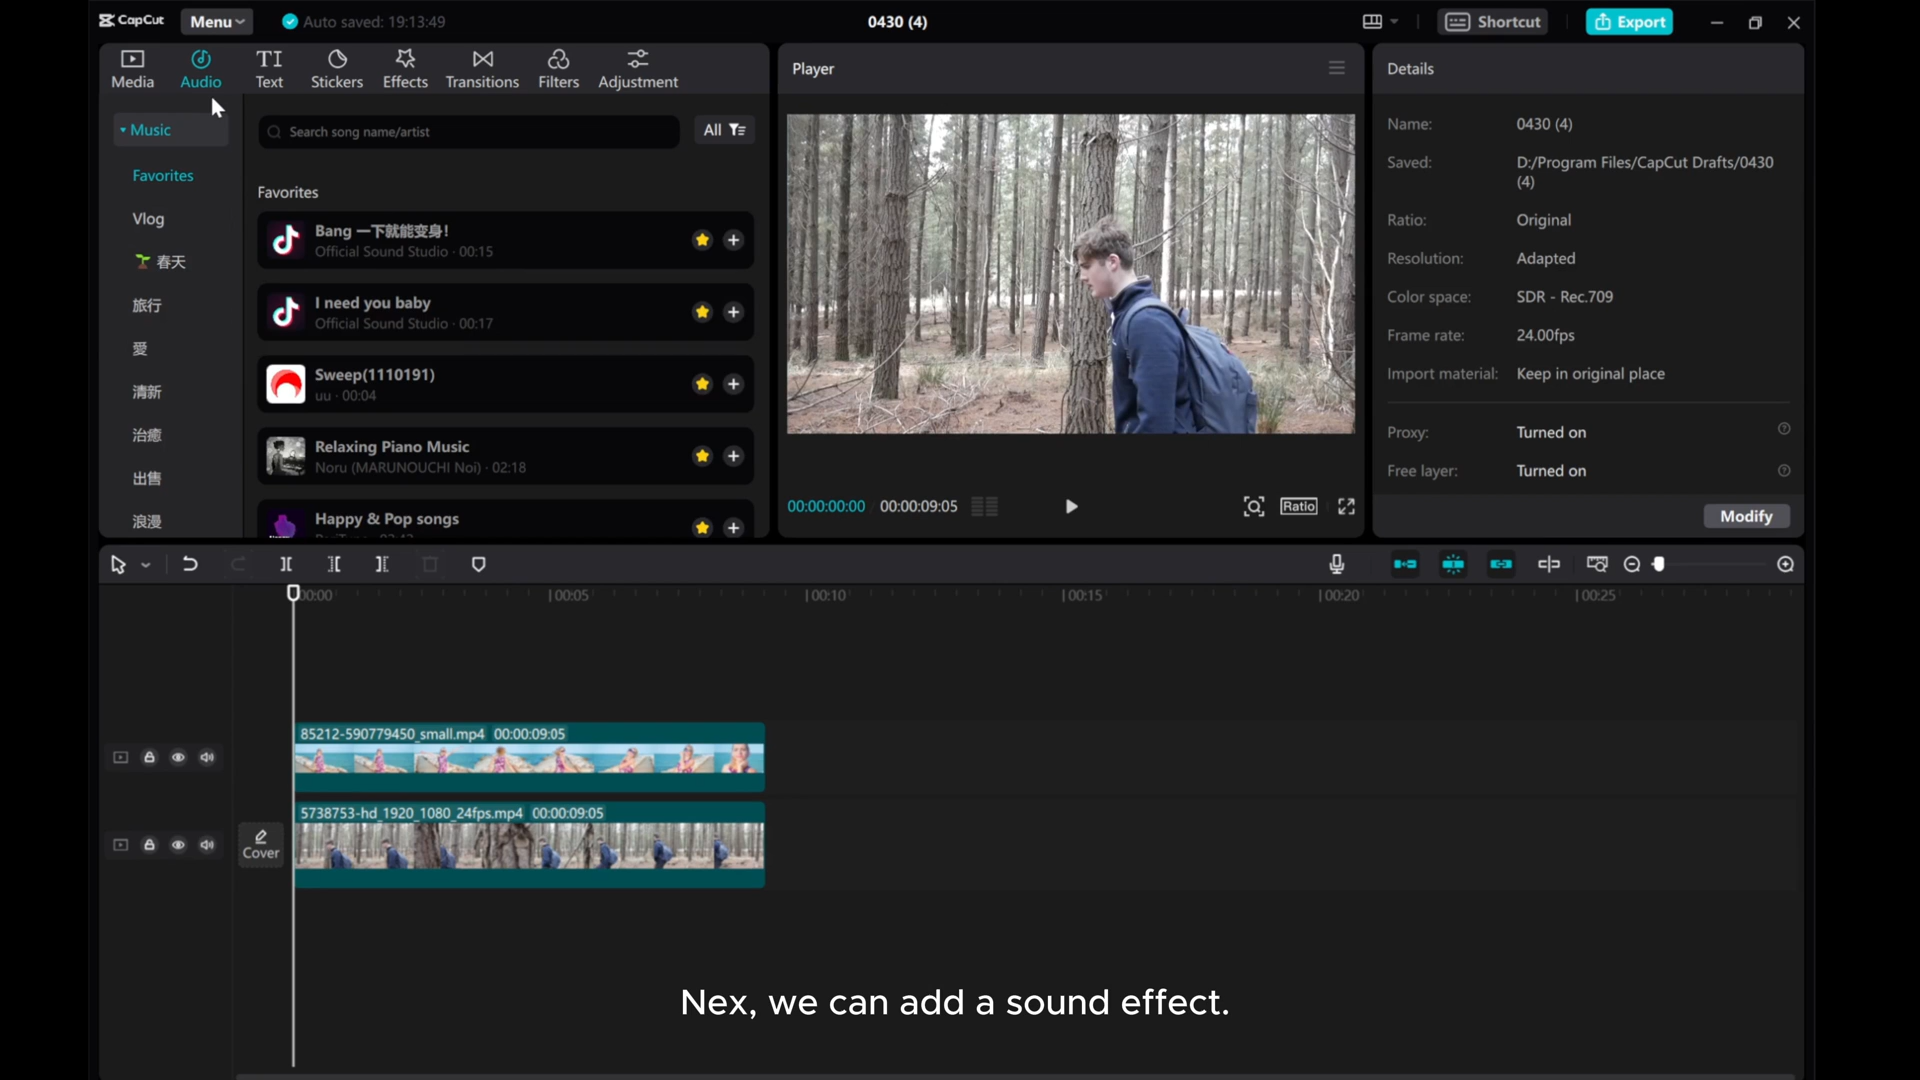 CapCut
Menu
Auto saved: 19:13:49
0430 (4)
Shortcut
Export
Media
Audio
TI
Text
Stickers
Effects
Transitions
Filters
Adjustment
Music
Favorites
Vlog
春天
旅行
愛
清新
治癒
出售
浪漫
Search song name/artist
All
Favorites
Bang 一下就能变身!
Official Sound Studio · 00:15
I need you baby
Official Sound Studio · 00:17
Sweep(1110191)
uu · 00:04
Relaxing Piano Music
Noru (MARUNOUCHI Noi) · 02:18
Happy & Pop songs
Player
00:00:00:00
00:00:09:05
Ratio
Details
Name: 0430 (4)
Saved: D:/Program Files/CapCut Drafts/0430
(4)
Ratio: Original
Resolution: Adapted
Color space: SDR - Rec.709
Frame rate: 24.00fps
Import material: Keep in original place
Proxy: Turned on
Free layer: Turned on
Modify
00:00
00:05
00:10
00:15
00:20
00:25
85212-590779450_small.mp4 00:00:09:05
5738753-hd_1920_1080_24fps.mp4 00:00:09:05
Cover
Nex, we can add a sound effect.